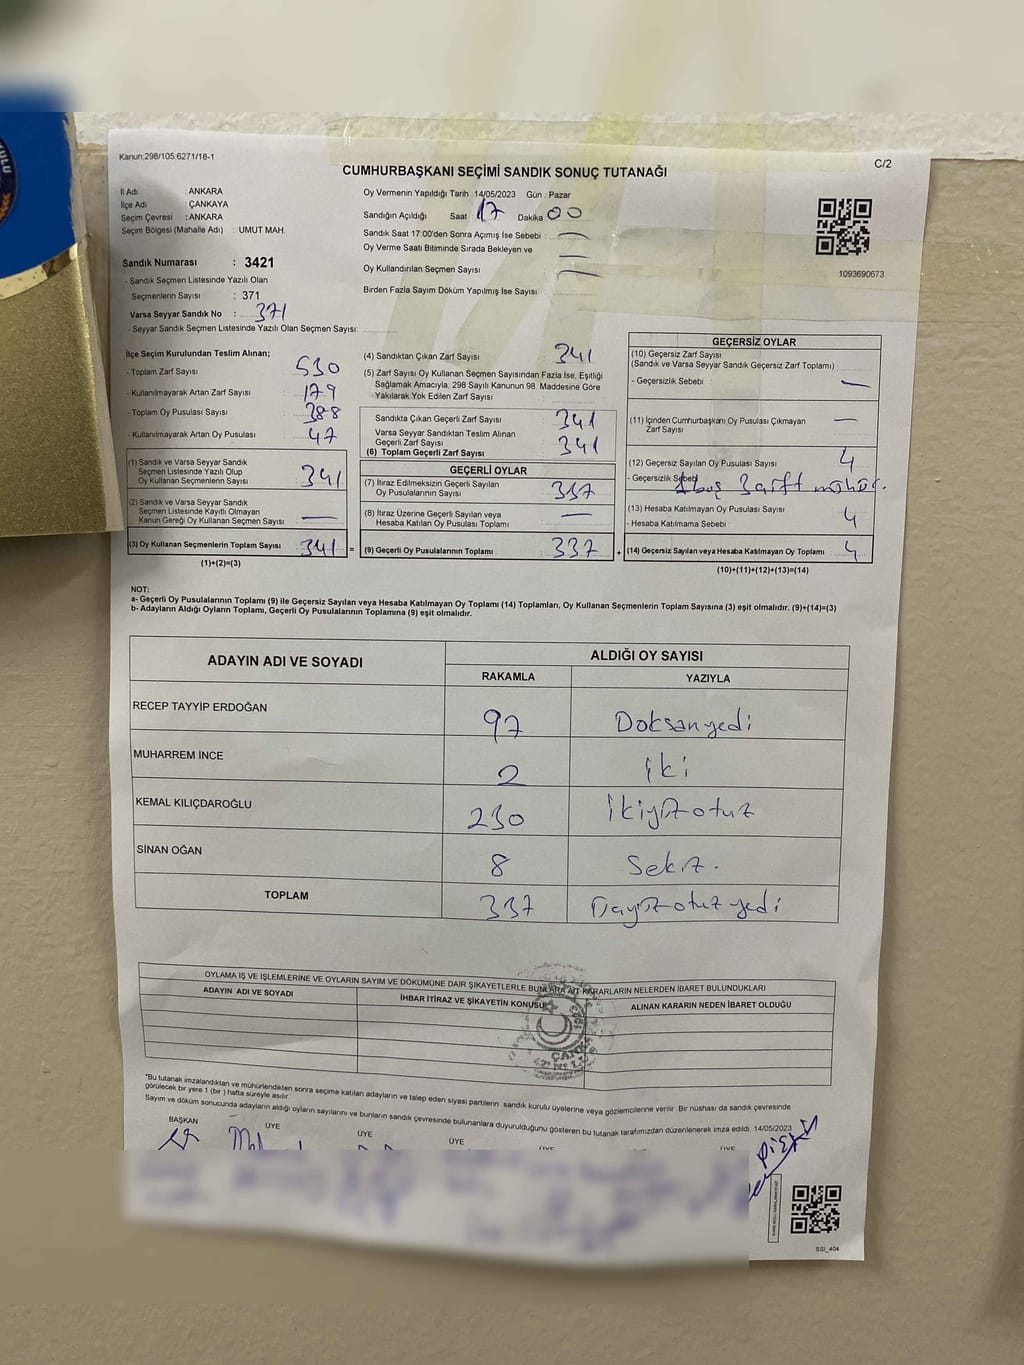 Kanun;298/105.6271/18-1
C/2
CUMHURBAŞKANI SEÇİMİ SANDIK SONUÇ TUTANAĞI
İl Adı : ANKARA
İlçe Adı : ÇANKAYA
Seçim Çevresi : ANKARA
Seçim Bölgesi (Mahalle Adı) : UMUT MAH.
Oy Vermenin Yapıldığı Tarih :14/05/2023 Gün : Pazar
Sandığın Açıldığı Saat 17 Dakika 00
Sandık Saat 17:00'den Sonra Açımış İse Sebebi : —
Oy Verme Saati Bitiminde Sırada Bekleyen ve —
Oy Kullandırılan Seçmen Sayısı —
Birden Fazla Sayım Döküm Yapılmış İse Sayısı
1093690673
Sandık Numarası : 3421
- Sandık Seçmen Listesinde Yazılı Olan
Seçmenlerin Sayısı : 371
Varsa Seyyar Sandık No : 371
- Seyyar Sandık Seçmen Listesinde Yazılı Olan Seçmen Sayısı:
İlçe Seçim Kurulundan Teslim Alınan;
- Toplam Zarf Sayısı 530
- Kullanılmayarak Artan Zarf Sayısı 179
- Toplam Oy Pusulası Sayısı 388
- Kullanılmayarak Artan Oy Pusulası 47
(1) Sandık ve Varsa Seyyar Sandık
Seçmen Listesinde Yazılı Olup
Oy Kullanan Seçmenlerin Sayısı 341
(2) Sandık ve Varsa Seyyar Sandık
Seçmen Listesinde Kayıtlı Olmayan
Kanun Gereği Oy Kullanan Seçmen Sayısı —
(3) Oy Kullanan Seçmenlerin Toplam Sayısı 341 =
(1)+(2)=(3)
(4) Sandıktan Çıkan Zarf Sayısı 341
(5) Zarf Sayısı Oy Kullanan Seçmen Sayısından Fazla İse, Eşitliği
Sağlamak Amacıyla, 298 Sayılı Kanunun 98. Maddesine Göre
Yakılarak Yok Edilen Zarf Sayısı
Sandıkta Çıkan Geçerli Zarf Sayısı 341
Varsa Seyyar Sandıktan Teslim Alınan
Geçerli Zarf Sayısı
(6) Toplam Geçerli Zarf Sayısı 341
GEÇERLİ OYLAR
(7) İtiraz Edilmeksizin Geçerli Sayılan
Oy Pusulalarının Sayısı 337
(8) İtiraz Üzerine Geçerli Sayılan veya
Hesaba Katılan Oy Pusulası Toplamı —
(9) Geçerli Oy Pusulalarının Toplamı 337 +
GEÇERSİZ OYLAR
(10) Geçersiz Zarf Sayısı
(Sandık ve Varsa Seyyar Sandık Geçersiz Zarf Toplamı) :
- Geçersizlik Sebebi : —
(11) İçinden Cumhurbaşkanı Oy Pusulası Çıkmayan —
Zarf Sayısı
(12) Geçersiz Sayılan Oy Pusulası Sayısı 4
- Geçersizlik Sebebi 1 boş 3 çift mühür.
(13) Hesaba Katılmayan Oy Pusulası Sayısı 4
- Hesaba Katılmama Sebebi :
(14) Geçersiz Sayılan veya Hesaba Katılmayan Oy Toplamı 4
(10)+(11)+(12)+(13)=(14)
NOT:
a- Geçerli Oy Pusulalarının Toplamı (9) ile Geçersiz Sayılan veya Hesaba Katılmayan Oy Toplamı (14) Toplamları, Oy Kullanan Seçmenlerin Toplam Sayısına (3) eşit olmalıdır. (9)+(14)=(3)
b- Adayların Aldığı Oyların Toplamı, Geçerli Oy Pusulalarının Toplamına (9) eşit olmalıdır.
ADAYIN ADI VE SOYADI
ALDIĞI OY SAYISI
RAKAMLA YAZIYLA
RECEP TAYYİP ERDOĞAN 97 Doksanyedi
MUHARREM İNCE 2 iki
KEMAL KILIÇDAROĞLU 230 ikiyüzotuz
SİNAN OĞAN 8 Sekiz.
TOPLAM 337 üçyüzotuzyedi
OYLAMA İŞ VE İŞLEMLERİNE VE OYLARIN SAYIM VE DÖKÜMÜNE DAİR ŞİKAYETLERLE BUNLARA AİT KARARLARIN NELERDEN İBARET BULUNDUKLARI
ADAYIN ADI VE SOYADI İHBAR İTİRAZ VE ŞİKAYETİN KONUSU ALINAN KARARIN NEDEN İBARET OLDUĞU
"Bu tutanak imzalandıktan ve mühürlendikten sonra seçime katılan adayların ve talep eden siyasi partilerin sandık kurulu üyelerine veya gözlemcilerine verilir. Bir nüshası da sandık çevresinde
görülecek bir yere 1 (bir) hafta süreyle asılır
Sayım ve döküm sonucunda adayların aldığı oyların sayılarını ve bunların sandık çevresinde bulunanlara duyurulduğunu gösteren bu tutanak tarafımızdan düzenlenerek imza edildi. 14/05/2023
BAŞKAN ÜYE ÜYE ÜYE ÜYE ÜYE
SSI_404